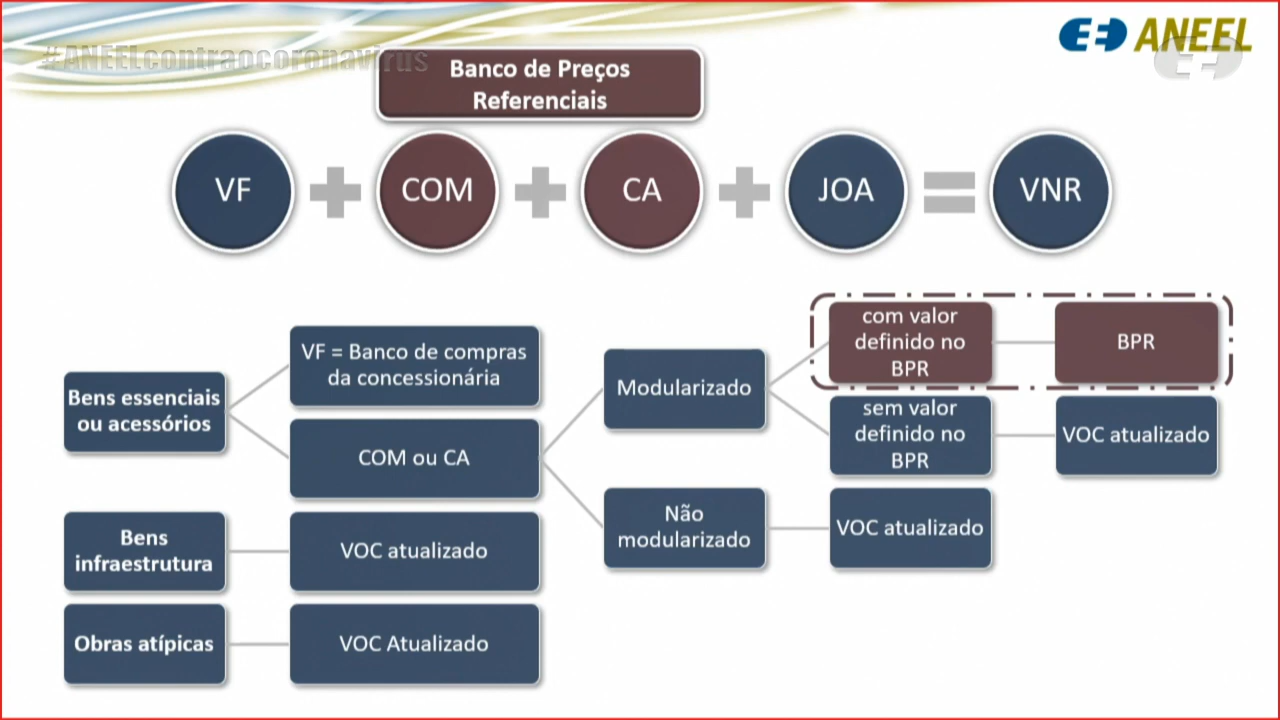 #ANEELcontraocoronavirus
ANEEL
Banco de Preços
Referenciais
VF
COM
CA
JOA
VNR
Bens essenciais
ou acessórios
VF = Banco de compras
da concessionária
COM ou CA
Modularizado
com valor
definido no
BPR
BPR
sem valor
definido no
BPR
VOC atualizado
Não
modularizado
VOC atualizado
Bens
infraestrutura
VOC atualizado
Obras atípicas
VOC Atualizado